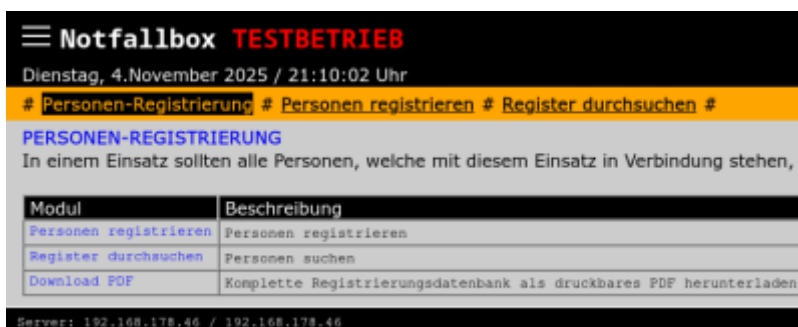 Notfallbox TESTBETRIEB
Dienstag, 4.November 2025 / 21:10:02 Uhr
# Personen-Registrierung # Personen registrieren # Register durchsuchen #
PERSONEN-REGISTRIERUNG
In einem Einsatz sollten alle Personen, welche mit diesem Einsatz in Verbindung stehen,
Modul Beschreibung
Personen registrieren Personen registrieren
Register durchsuchen Personen suchen
Download PDF Komplette Registrierungsdatenbank als druckbares PDF herunterladen
Server: 192.168.178.46 / 192.168.178.46